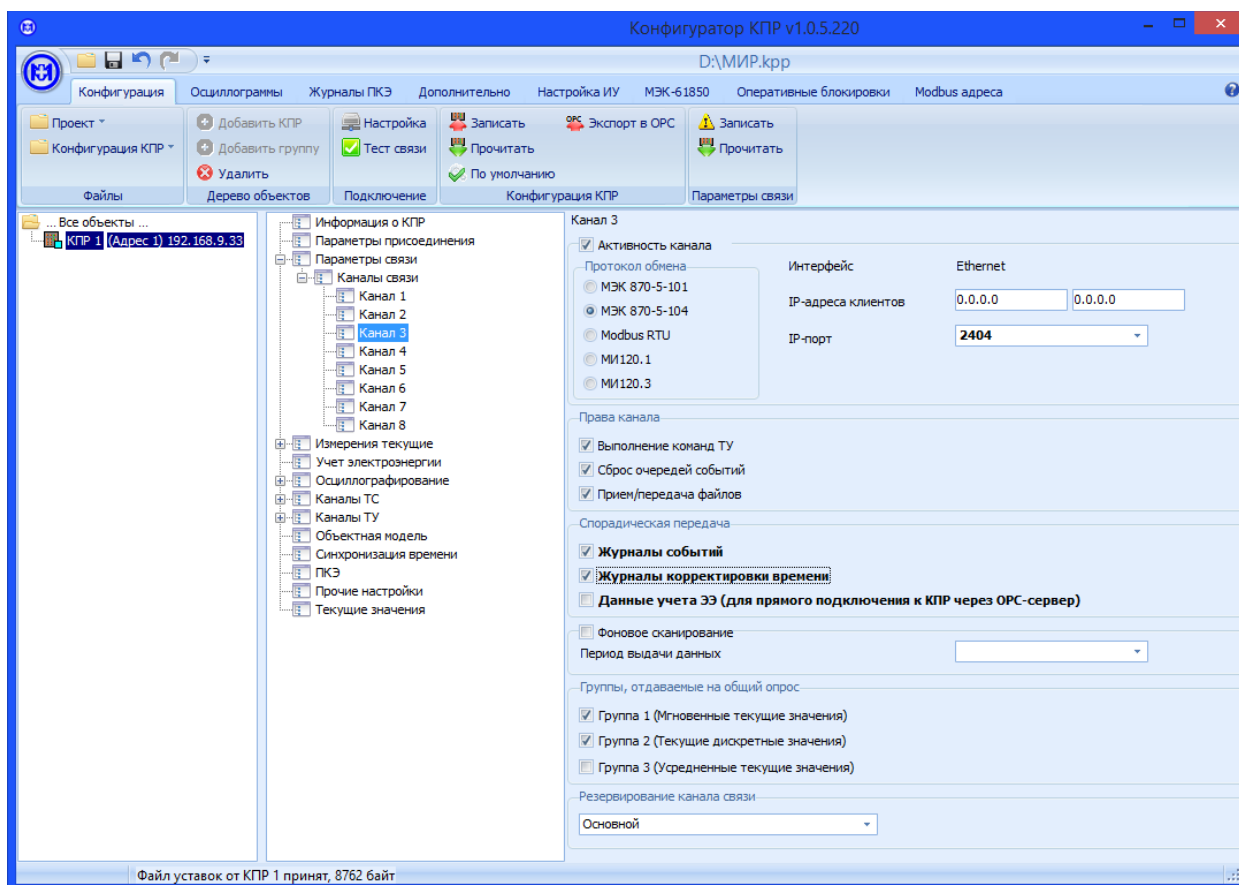 Конфигуратор КПР v1.0.5.220
D:\МИР.kpp
Конфигурация Осциллограммы Журналы ПКЭ Дополнительно Настройка ИУ МЭК-61850 Оперативные блокировки Modbus адреса
Проект Добавить КПР Настройка Записать Экспорт в OPC Записать
Конфигурация КПР Добавить группу Тест связи Прочитать Прочитать
Удалить По умолчанию
Файлы Дерево объектов Подключение Конфигурация КПР Параметры связи
... Все объекты ...
КПР 1 (Адрес 1) 192.168.9.33
Информация о КПР
Параметры присоединения
Параметры связи
Каналы связи
Канал 1
Канал 2
Канал 3
Канал 4
Канал 5
Канал 6
Канал 7
Канал 8
Измерения текущие
Учет электроэнергии
Осциллографирование
Каналы ТС
Каналы ТУ
Объектная модель
Синхронизация времени
ПКЭ
Прочие настройки
Текущие значения
Канал 3
Активность канала
Протокол обмена
МЭК 870-5-101
МЭК 870-5-104
Modbus RTU
МИ120.1
МИ120.3
Интерфейс Ethernet
IP-адреса клиентов 0.0.0.0 0.0.0.0
IP-порт 2404
Права канала
Выполнение команд ТУ
Сброс очередей событий
Прием/передача файлов
Спорадическая передача
Журналы событий
Журналы корректировки времени
Данные учета ЭЭ (для прямого подключения к КПР через OPC-сервер)
Фоновое сканирование
Период выдачи данных
Группы, отдаваемые на общий опрос
Группа 1 (Мгновенные текущие значения)
Группа 2 (Текущие дискретные значения)
Группа 3 (Усредненные текущие значения)
Резервирование канала связи
Основной
Файл уставок от КПР 1 принят, 8762 байт